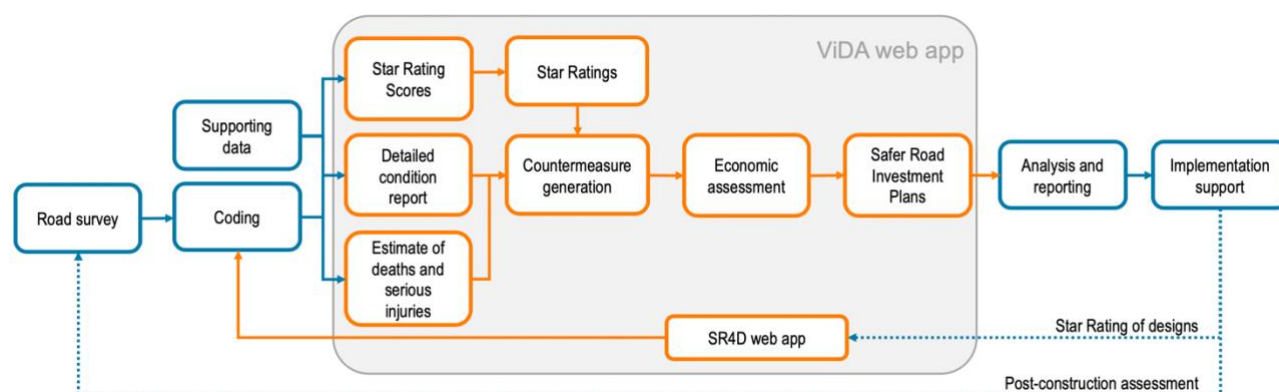 ViDA web app
Star Rating
Scores
Star Ratings
Supporting
data
Detailed
condition
report
Countermeasure
generation
Economic
assessment
Safer Road
Investment
Plans
Analysis and
reporting
Implementation
support
Road survey
Coding
Estimate of
deaths and
serious
injuries
SR4D web app
Star Rating of designs
Post-construction assessment